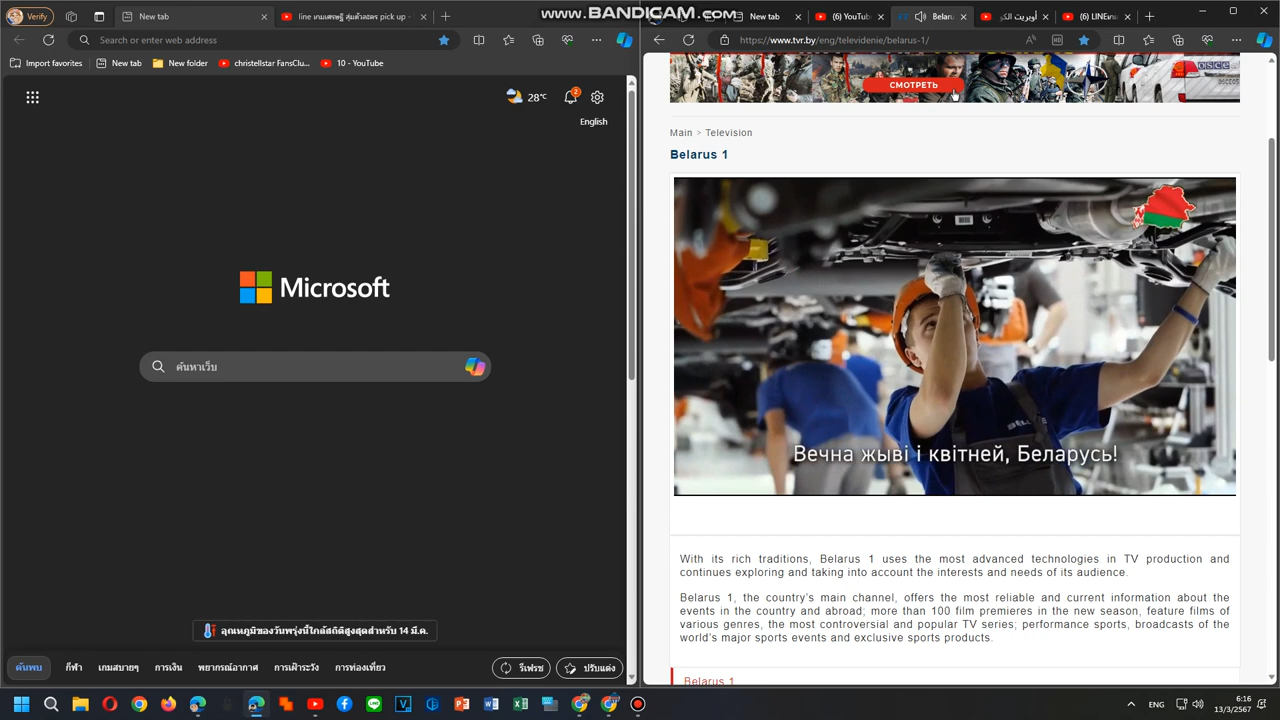 www.BANDICAM.com
Verify
New tab
line เกมเศรษฐี สุ่มตัวละคร pick up -
New tab
(6) YouTub
Belaru
أوبريت الكو
(6) LINEเกม
Search or enter web address
https://www.tvr.by/eng/televidenie/belarus-1/
Import favorites
New tab
New folder
christellstar FansClu...
10 - YouTube
28°C
2
English
СМОТРЕТЬ
OSCE
Main > Television
Belarus 1
Microsoft
ค้นหาเว็บ
Вечна жыві і квітней, Беларусь!
With its rich traditions, Belarus 1 uses the most advanced technologies in TV production and
continues exploring and taking into account the interests and needs of its audience.
Belarus 1, the country's main channel, offers the most reliable and current information about the
events in the country and abroad; more than 100 film premieres in the new season, feature films of
various genres, the most controversial and popular TV series; performance sports, broadcasts of the
world's major sports events and exclusive sports products.
อุณหภูมิของวันพรุ่งนี้ใกล้สถิติสูงสุดสำหรับ 14 มี.ค.
ค้นพบ
กีฬา
เกมสบายๆ
การเงิน
พยากรณ์อากาศ
การเฝ้าระวัง
การท่องเที่ยว
รีเฟรช
ปรับแต่ง
Belarus 1
ENG
6:16
13/3/2567